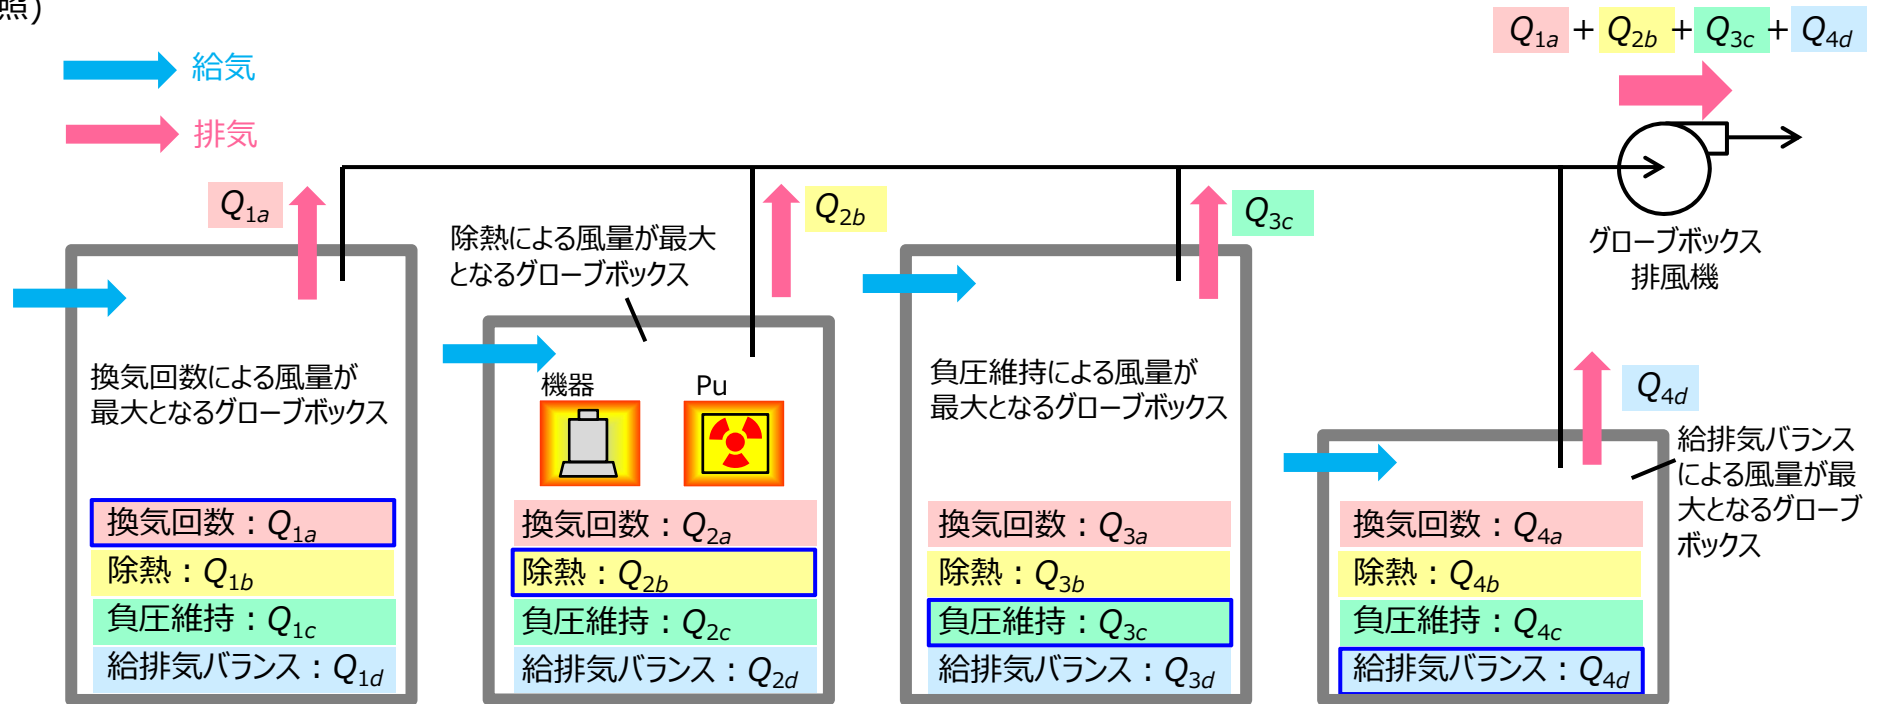 照)
給気
排気
Q1a + Q2b + Q3c + Q4d
Q1a
除熱による風量が最大
となるグローブボックス
Q2b
Q3c
グローブボックス
排風機
換気回数による風量が
最大となるグローブボックス
機器
Pu
負圧維持による風量が
最大となるグローブボックス
Q4d
給排気バランス
による風量が最
大となるグローブ
ボックス
換気回数：Q1a
除熱：Q1b
負圧維持：Q1c
給排気バランス：Q1d
換気回数：Q2a
除熱：Q2b
負圧維持：Q2c
給排気バランス：Q2d
換気回数：Q3a
除熱：Q3b
負圧維持：Q3c
給排気バランス：Q3d
換気回数：Q4a
除熱：Q4b
負圧維持：Q4c
給排気バランス：Q4d